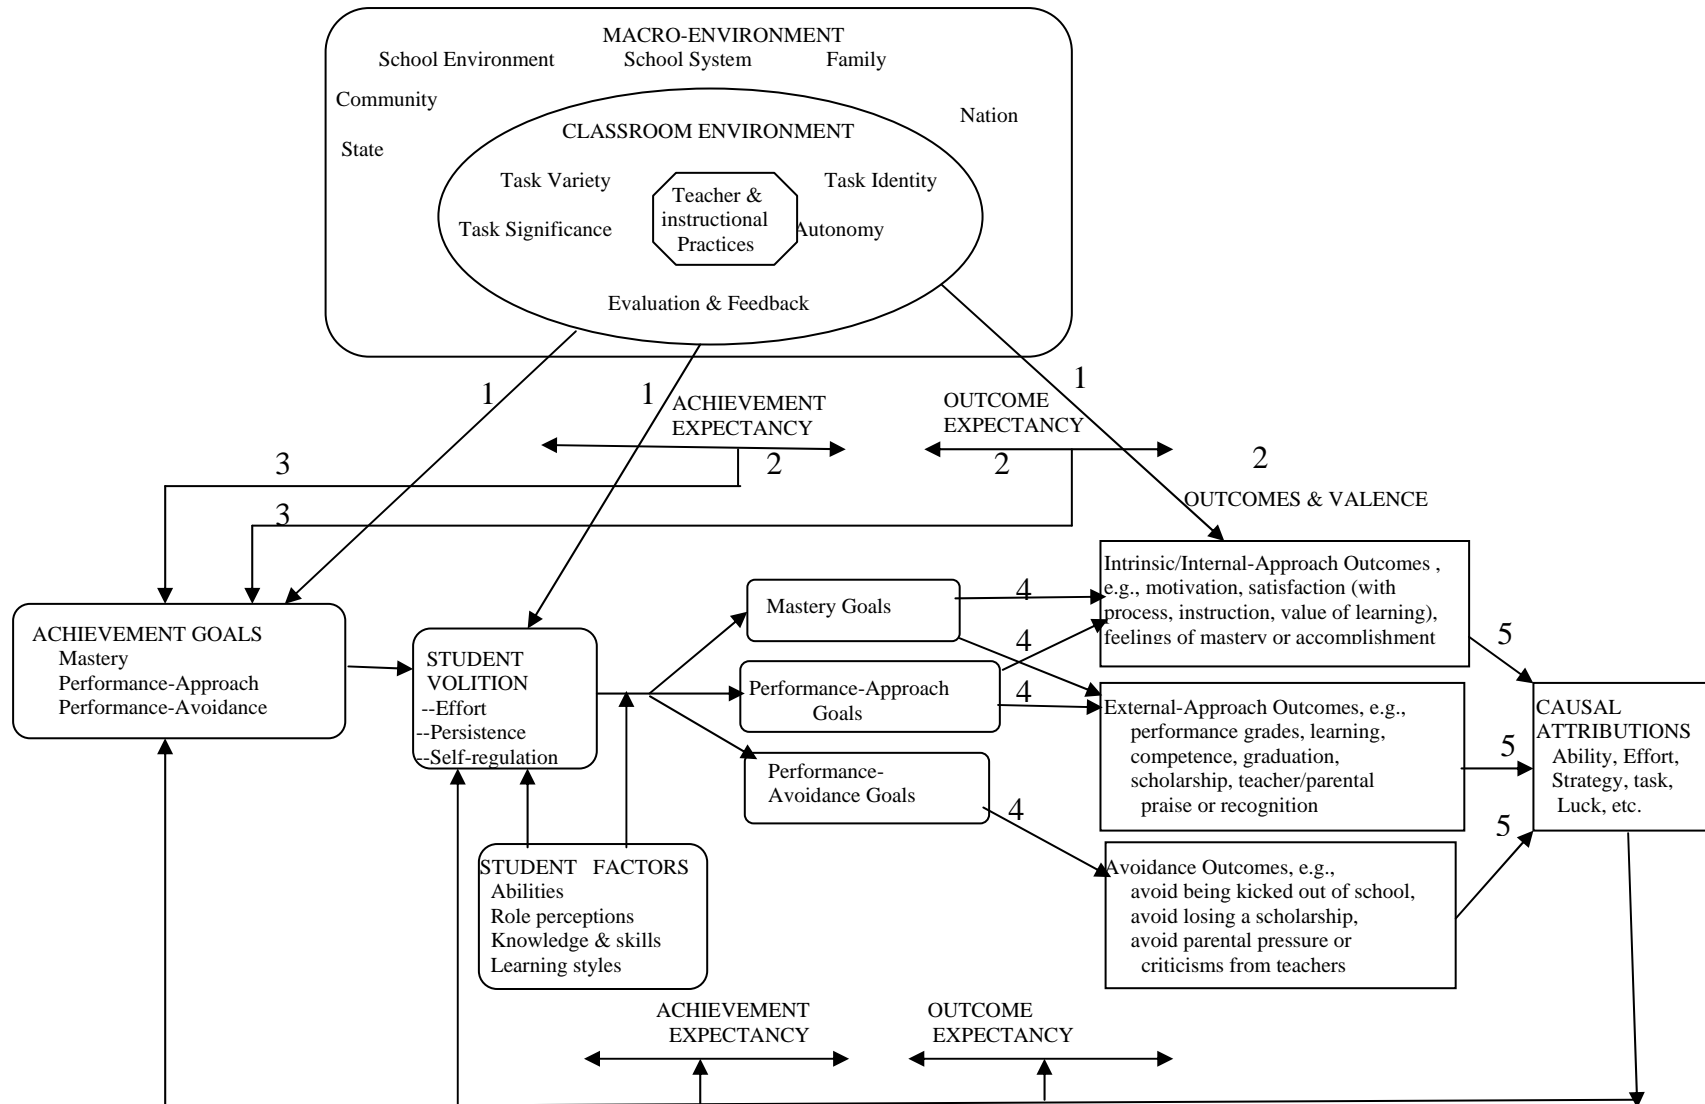 MACRO-ENVIRONMENT
School Environment School System Family
Community
Nation
State
CLASSROOM ENVIRONMENT
Task Variety
Task Identity
Teacher &
instructional
Practices
Task Significance
Autonomy
Evaluation & Feedback
1
1
1
ACHIEVEMENT
EXPECTANCY
OUTCOME
EXPECTANCY
3
2
2
2
3
OUTCOMES & VALENCE
ACHIEVEMENT GOALS
Mastery
Performance-Approach
Performance-Avoidance
STUDENT
VOLITION
--Effort
--Persistence
--Self-regulation
Mastery Goals
Performance-Approach
Goals
Performance-
Avoidance Goals
4
4
4
4
Intrinsic/Internal-Approach Outcomes ,
e.g., motivation, satisfaction (with
process, instruction, value of learning),
feelings of mastery or accomplishment
External-Approach Outcomes, e.g.,
performance grades, learning,
competence, graduation,
scholarship, teacher/parental
praise or recognition
Avoidance Outcomes, e.g.,
avoid being kicked out of school,
avoid losing a scholarship,
avoid parental pressure or
criticisms from teachers
5
5
5
CAUSAL
ATTRIBUTIONS
Ability, Effort,
Strategy, task,
Luck, etc.
STUDENT FACTORS
Abilities
Role perceptions
Knowledge & skills
Learning styles
ACHIEVEMENT
EXPECTANCY
OUTCOME
EXPECTANCY